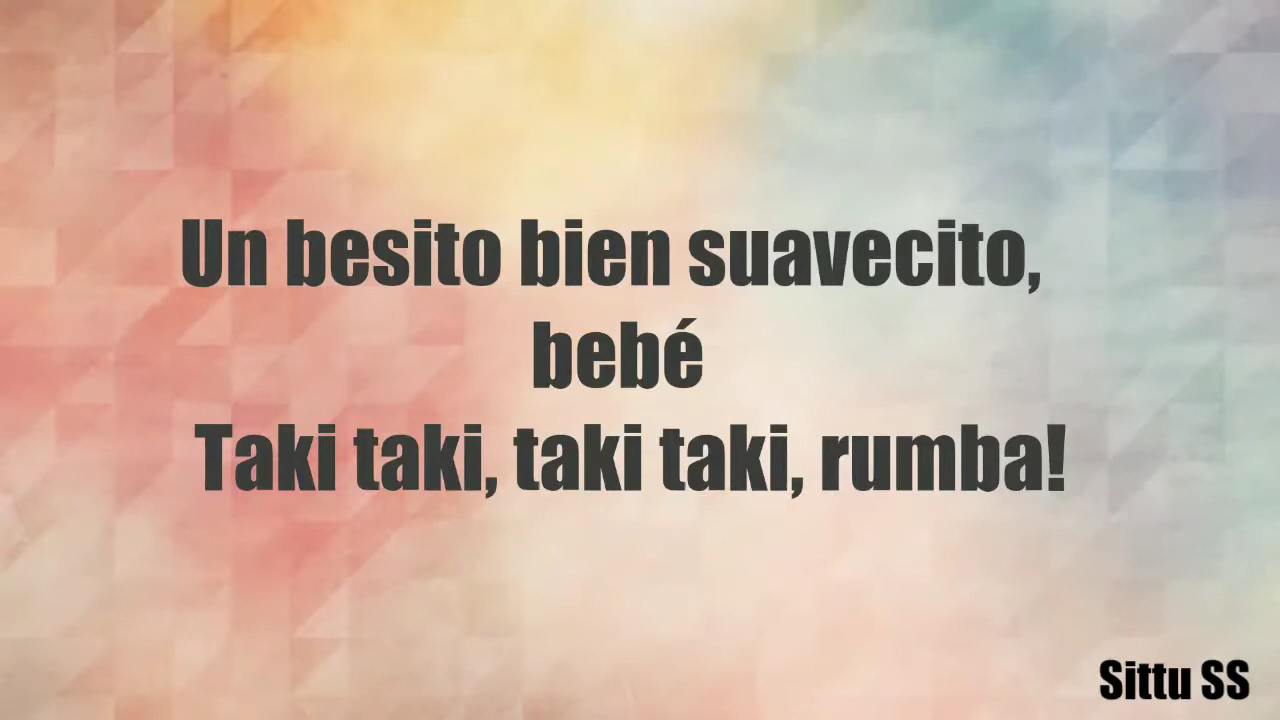 Un besito bien suavecito,
bebé
Taki taki, taki taki, rumba!
Sittu SS